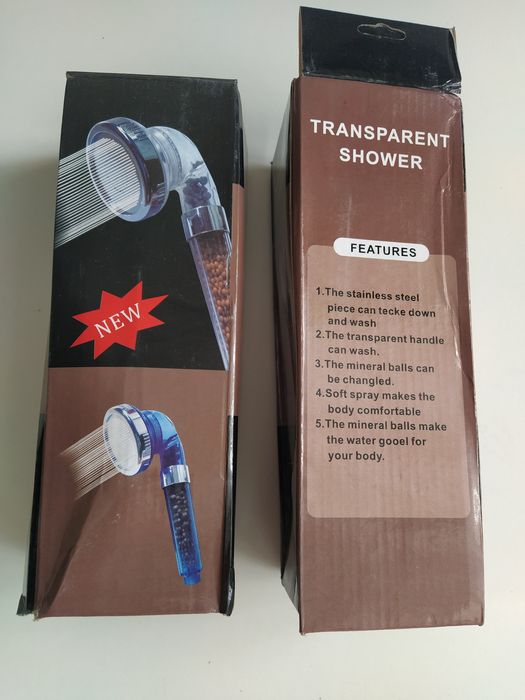 NEW
TRANSPARENT
SHOWER
FEATURES
1.The stainless steel
piece can tecke down
and wash
2.The transparent handle
can wash.
3.The mineral balls can
be changled.
4.Soft spray makes the
body comfortable
5.The mineral balls make
the water gooel for
your body.